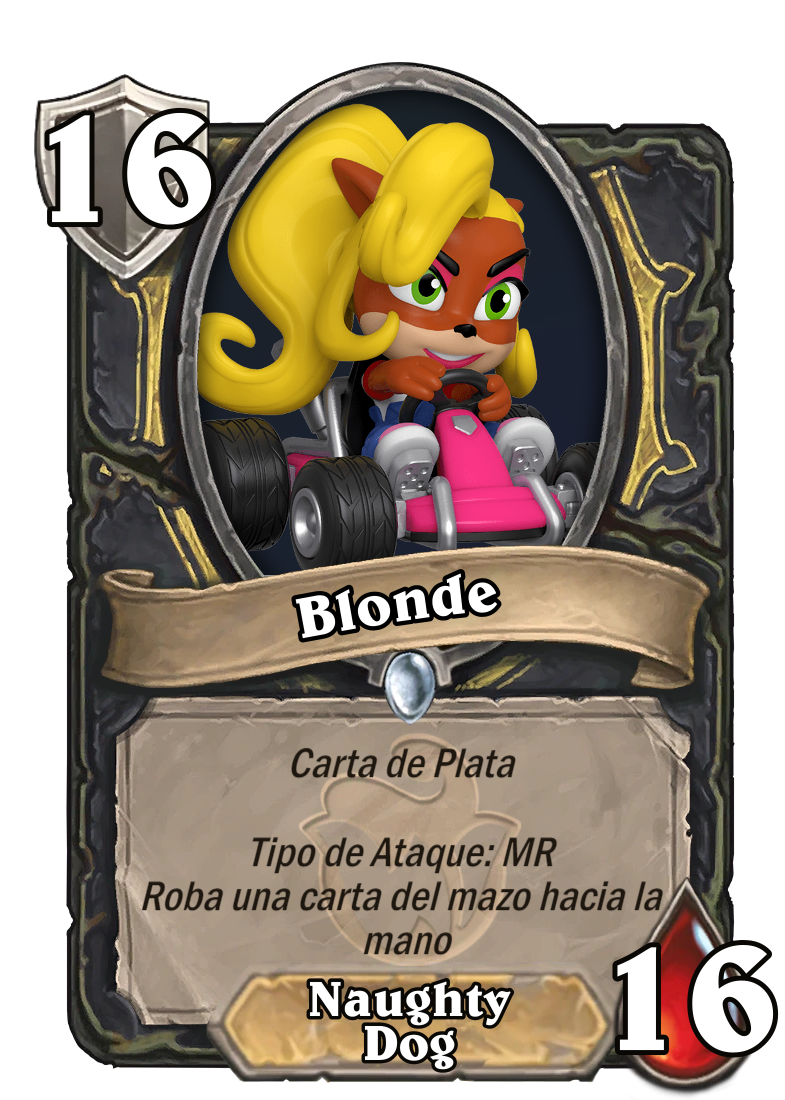 16
Blonde
Carta de Plata
Tipo de Ataque: MR
Roba una carta del mazo hacia la
mano
Naughty
Dog
16